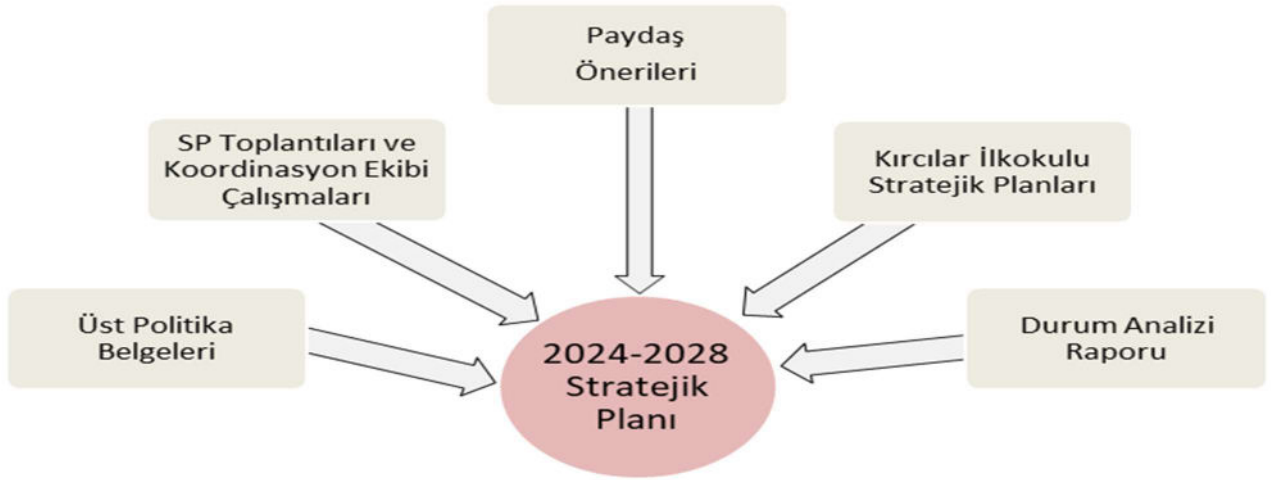 Paydaş
Önerileri
SP Toplantıları ve
Koordinasyon Ekibi
Çalışmaları
Kırcılar İlkokulu
Stratejik Planları
Üst Politika
Belgeleri
Durum Analizi
Raporu
2024-2028
Stratejik
Planı